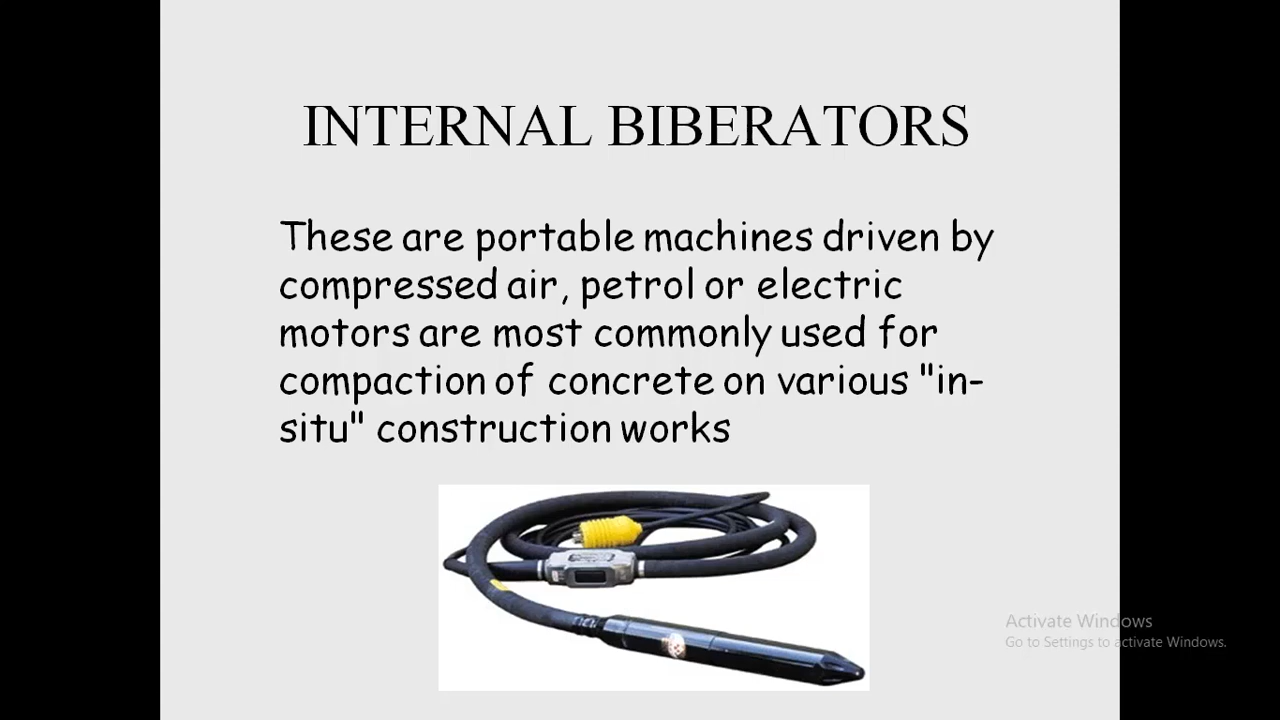 INTERNAL BIBERATORS
These are portable machines driven by
compressed air, petrol or electric
motors are most commonly used for
compaction of concrete on various "in-
situ" construction works
Activate Windows
Go to Settings to activate Windows.